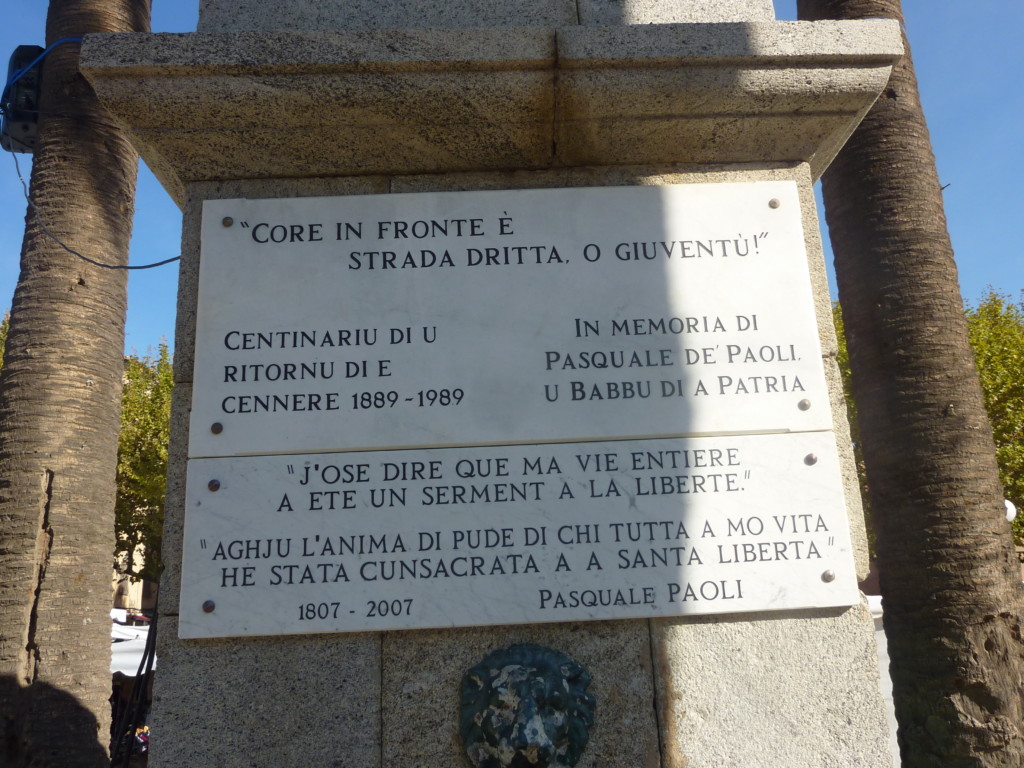 "CORE IN FRONTE È
STRADA DRITTA, O GIUVENTÙ!"
CENTINARIU DI U
RITORNU DI E
CENNERE 1889-1989
IN MEMORIA DI
PASQUALE DE' PAOLI,
U BABBU DI A PATRIA
"J'OSE DIRE QUE MA VIE ENTIERE
A ETE UN SERMENT A LA LIBERTE."
"AGHJU L'ANIMA DI PUDE DI CHI TUTTA A MO VITA
HE STATA CUNSACRATA A A SANTA LIBERTA"
1807 - 2007
PASQUALE PAOLI